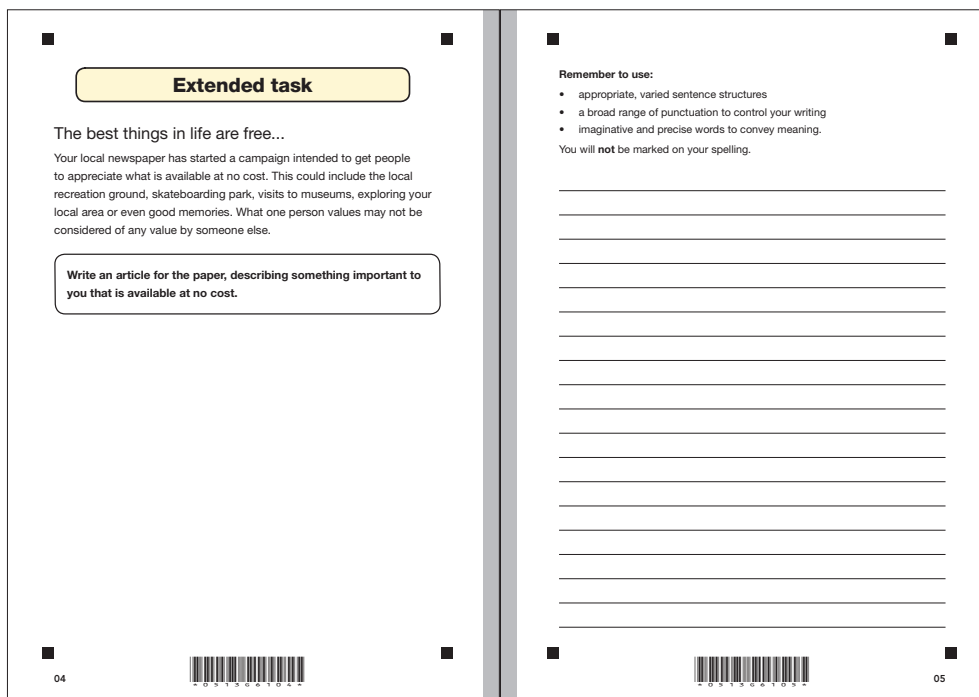 Extended task
The best things in life are free...
Your local newspaper has started a campaign intended to get people
to appreciate what is available at no cost. This could include the local
recreation ground, skateboarding park, visits to museums, exploring your
local area or even good memories. What one person values may not be
considered of any value by someone else.
Write an article for the paper, describing something important to
you that is available at no cost.
*051366104*
04
Remember to use:
• appropriate, varied sentence structures
• a broad range of punctuation to control your writing
• imaginative and precise words to convey meaning.
You will not be marked on your spelling.
*051366105*
05